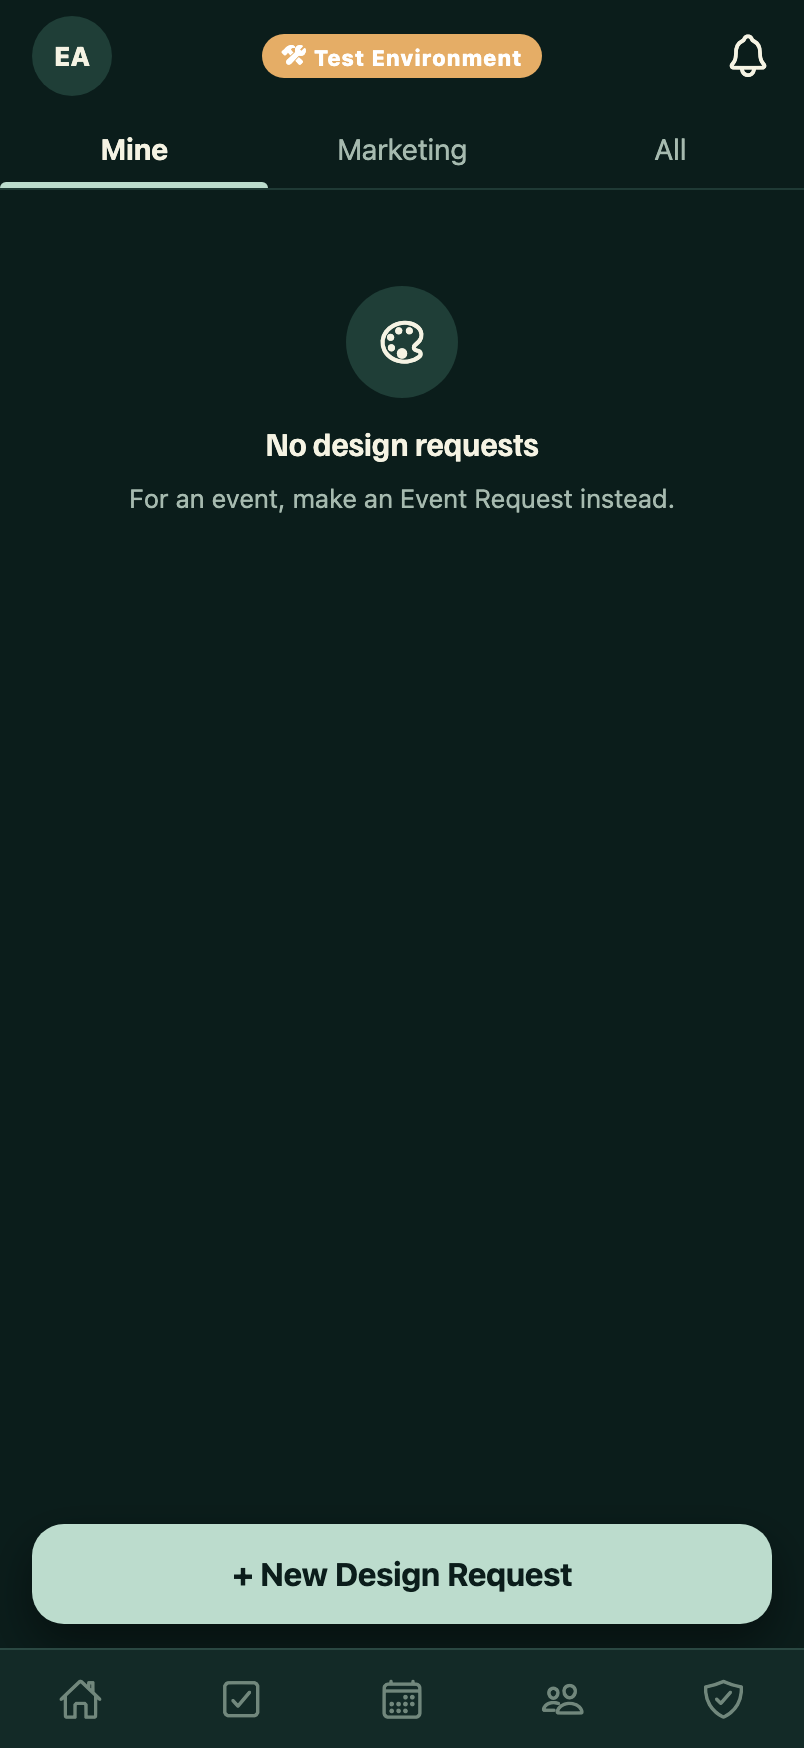 EA
🛠 Test Environment
Mine
Marketing
All
No design requests
For an event, make an Event Request instead.
+ New Design Request